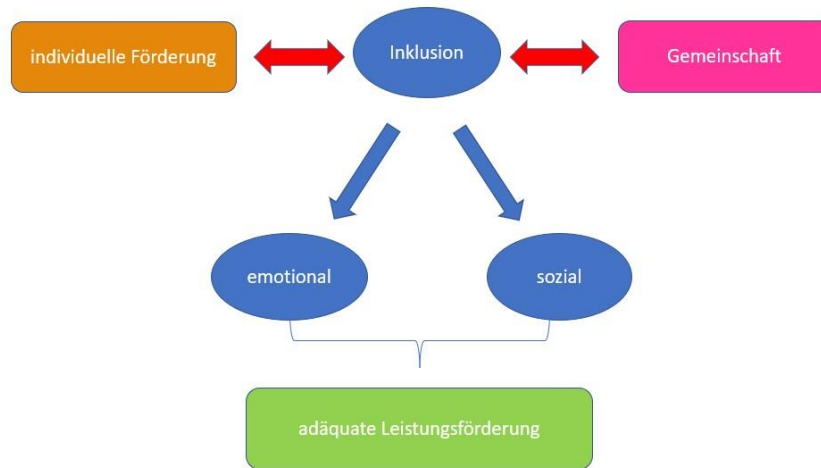 individuelle Förderung
Inklusion
Gemeinschaft
emotional
sozial
adäquate Leistungsförderung